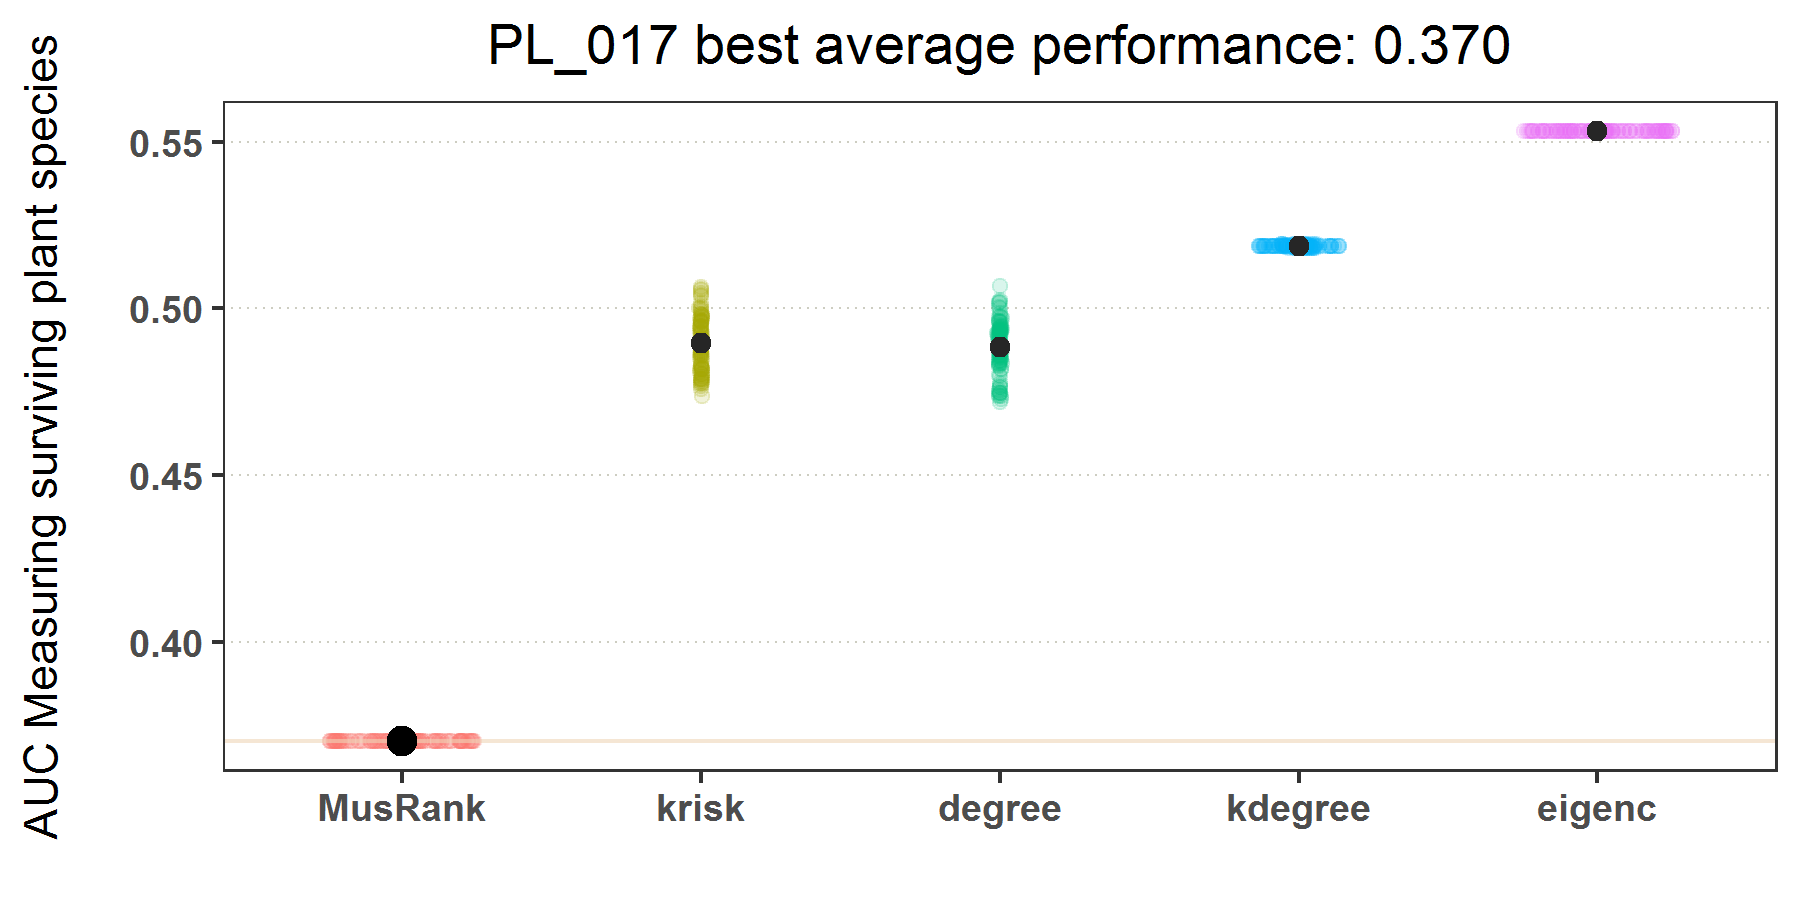 PL_017 best average performance: 0.370
AUC Measuring surviving plant species
0.55
0.50
0.45
0.40
MusRank krisk degree kdegree eigenc